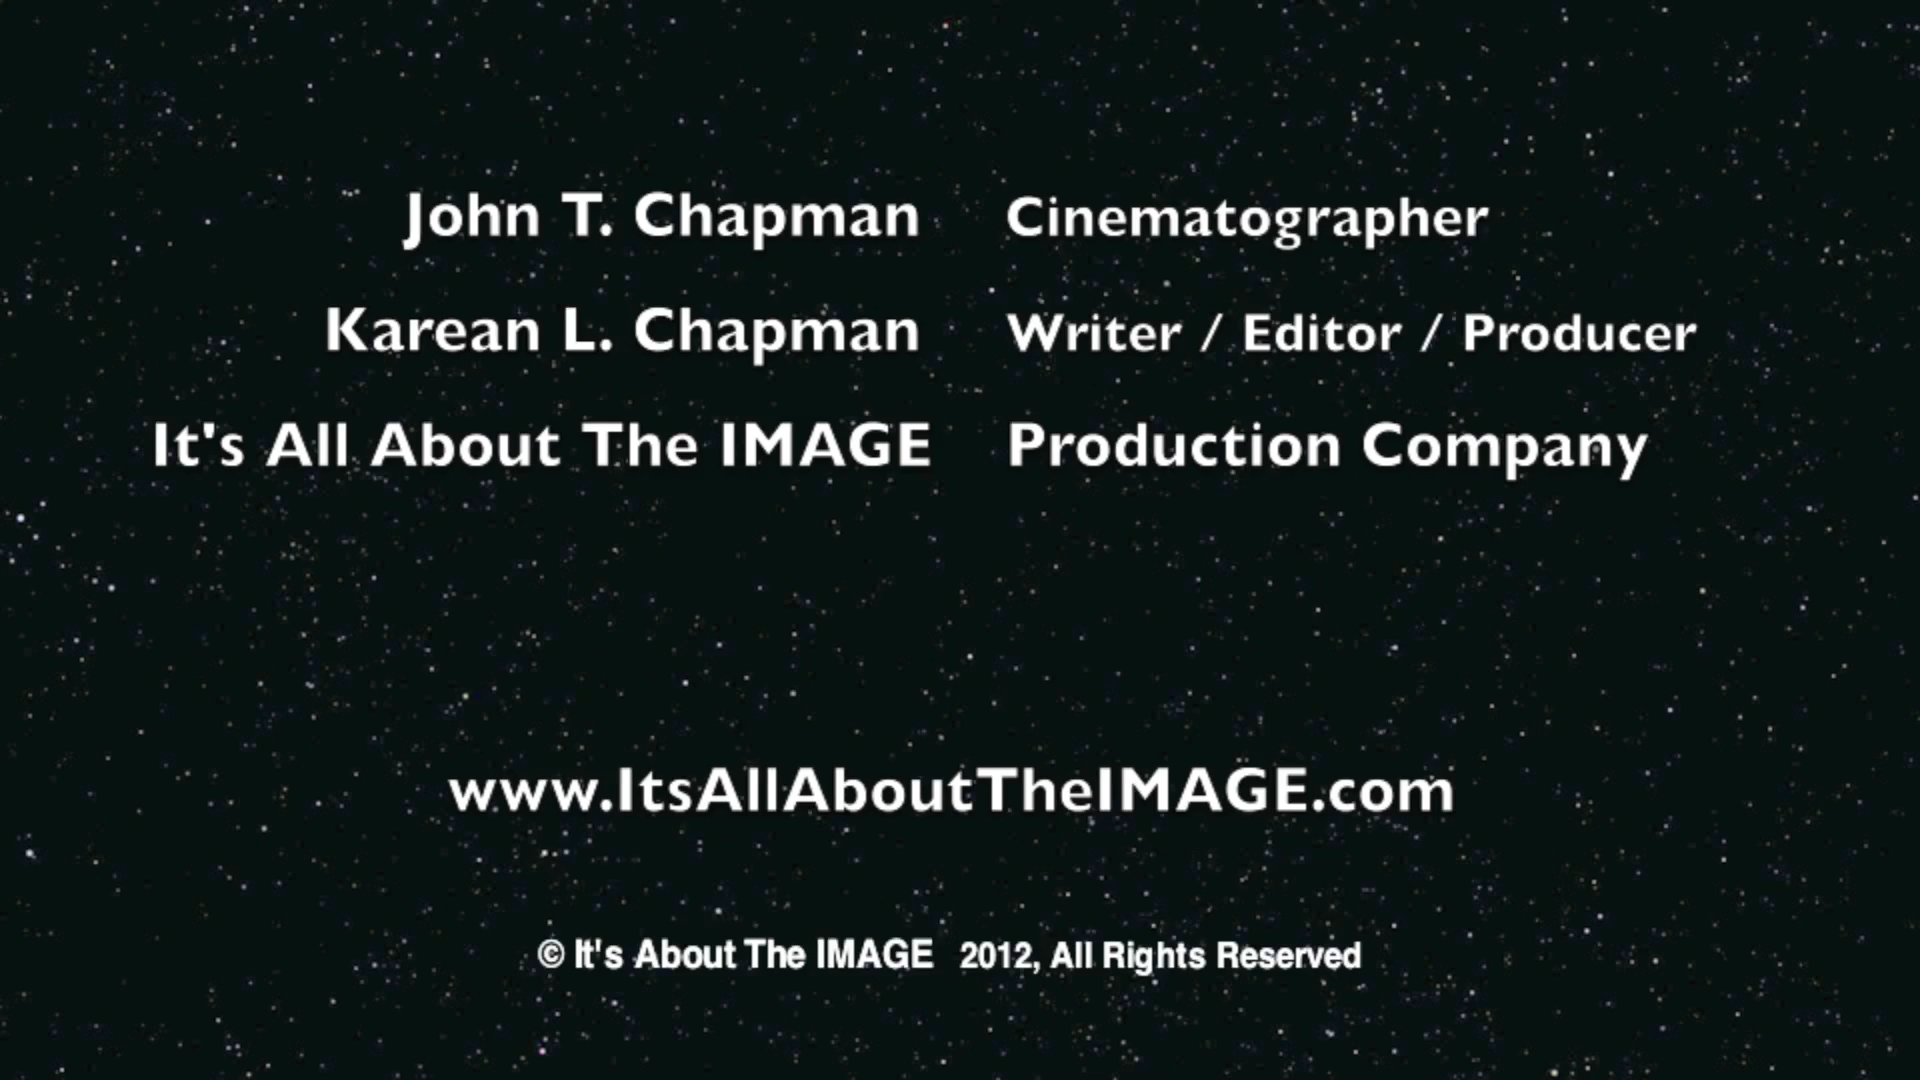 John T. Chapman Cinematographer
Karean L. Chapman Writer / Editor / Producer
It's All About The IMAGE Production Company
www.ItsAllAboutTheIMAGE.com
© It's About The IMAGE 2012, All Rights Reserved